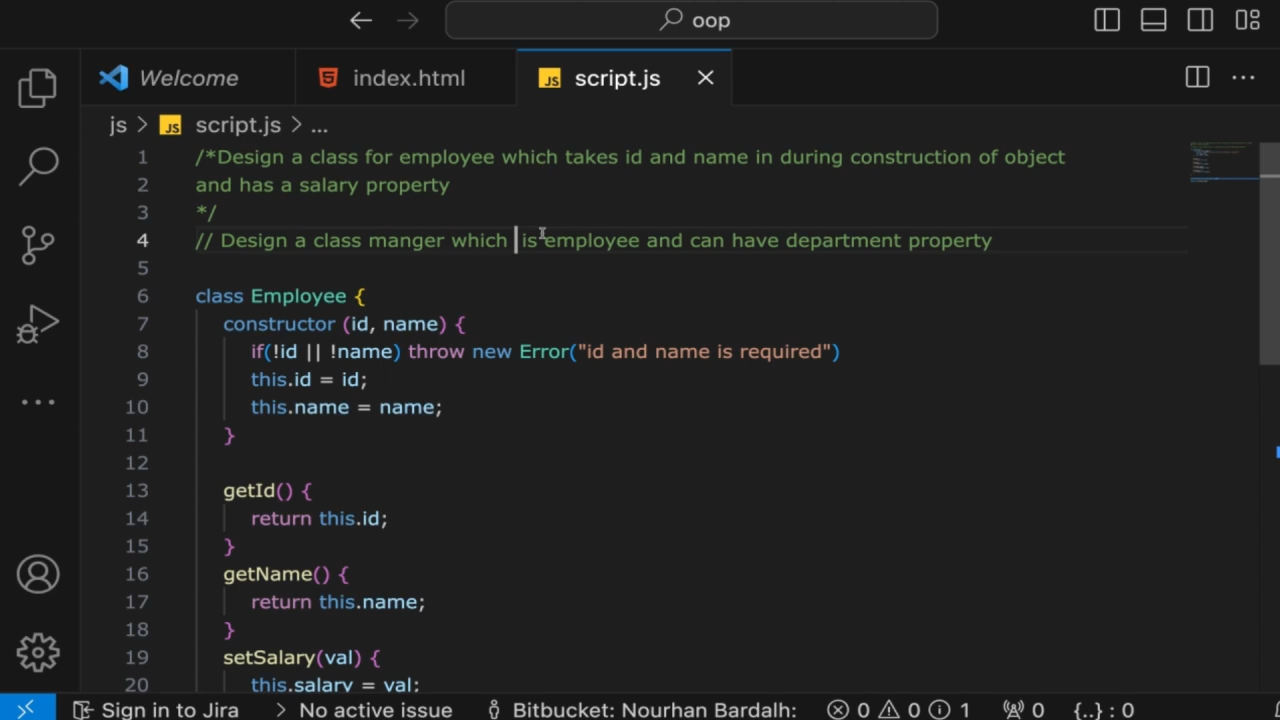 oop
Welcome
index.html
JS script.js
js > JS script.js > ...
1 /*Design a class for employee which takes id and name in during construction of object
2 and has a salary property
3 */
4 // Design a class manger which is employee and can have department property
5
6 class Employee {
7 constructor (id, name) {
8 if(!id || !name) throw new Error("id and name is required")
9 this.id = id;
10 this.name = name;
11 }
12
13 getId() {
14 return this.id;
15 }
16 getName() {
17 return this.name;
18 }
19 setSalary(val) {
20 this.salary = val;
Sign in to Jira > No active issue Bitbucket: Nourhan Bardalh: 0 0 1 0 {..} : 0